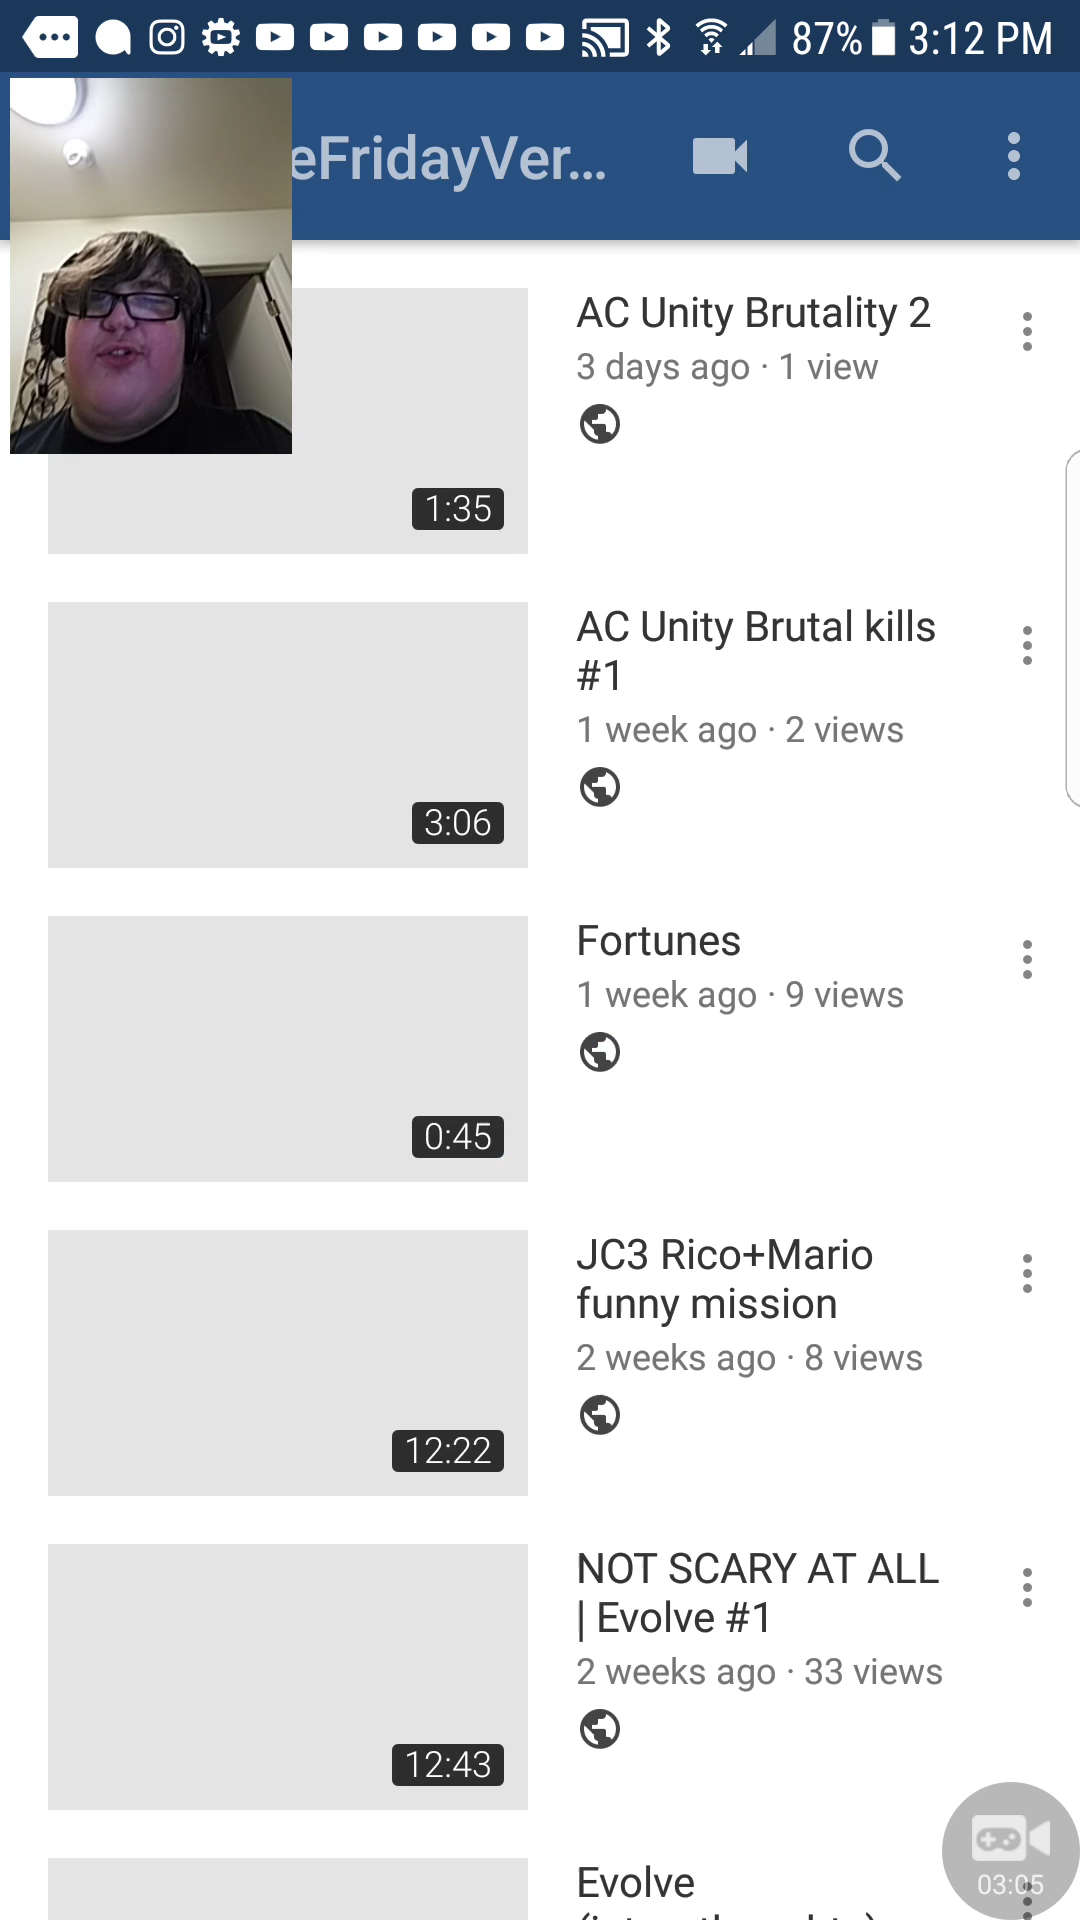 87% 3:12 PM
eFridayVer...
AC Unity Brutality 2
3 days ago · 1 view
1:35
AC Unity Brutal kills
#1
1 week ago · 2 views
3:06
Fortunes
1 week ago · 9 views
0:45
JC3 Rico+Mario
funny mission
2 weeks ago · 8 views
12:22
NOT SCARY AT ALL
| Evolve #1
2 weeks ago · 33 views
12:43
Evolve
03:05